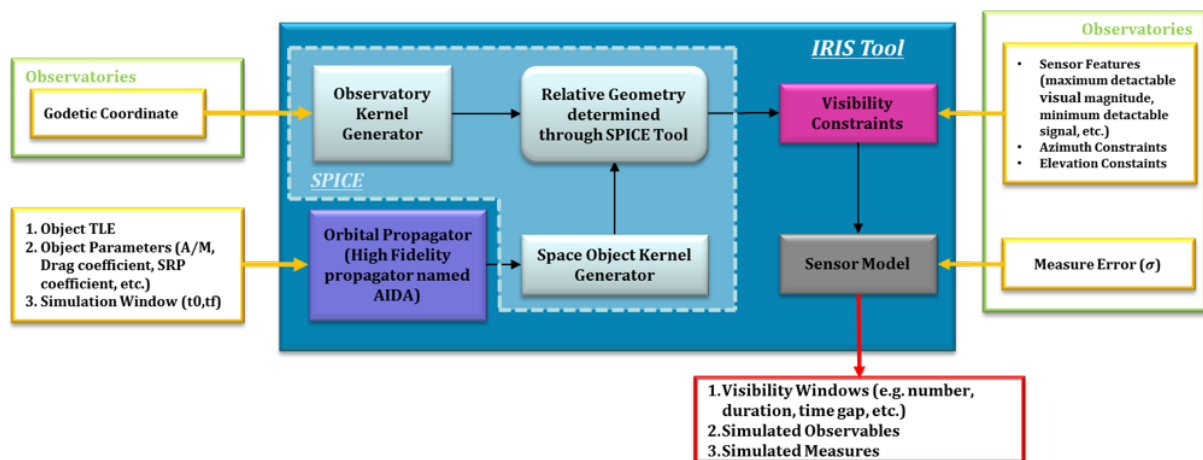 IRIS Tool
Observatories
Godetic Coordinate
Observatory
Kernel
Generator
Relative Geometry
determined
through SPICE Tool
Visibility
Constraints
Observatories
• Sensor Features
(maximum detactable
visual magnitude,
minimum detectable
signal, etc.)
• Azimuth Constraints
• Elevation Constaints
SPICE
1. Object TLE
2. Object Parameters (A/M,
Drag coefficient, SRP
coefficient, etc.)
3. Simulation Window (t0,tf)
Orbital Propagator
(High Fidelity
propagator named
AIDA)
Space Object Kernel
Generator
Sensor Model
Measure Error (σ)
1.Visibility Windows (e.g. number,
duration, time gap, etc.)
2.Simulated Observables
3.Simulated Measures